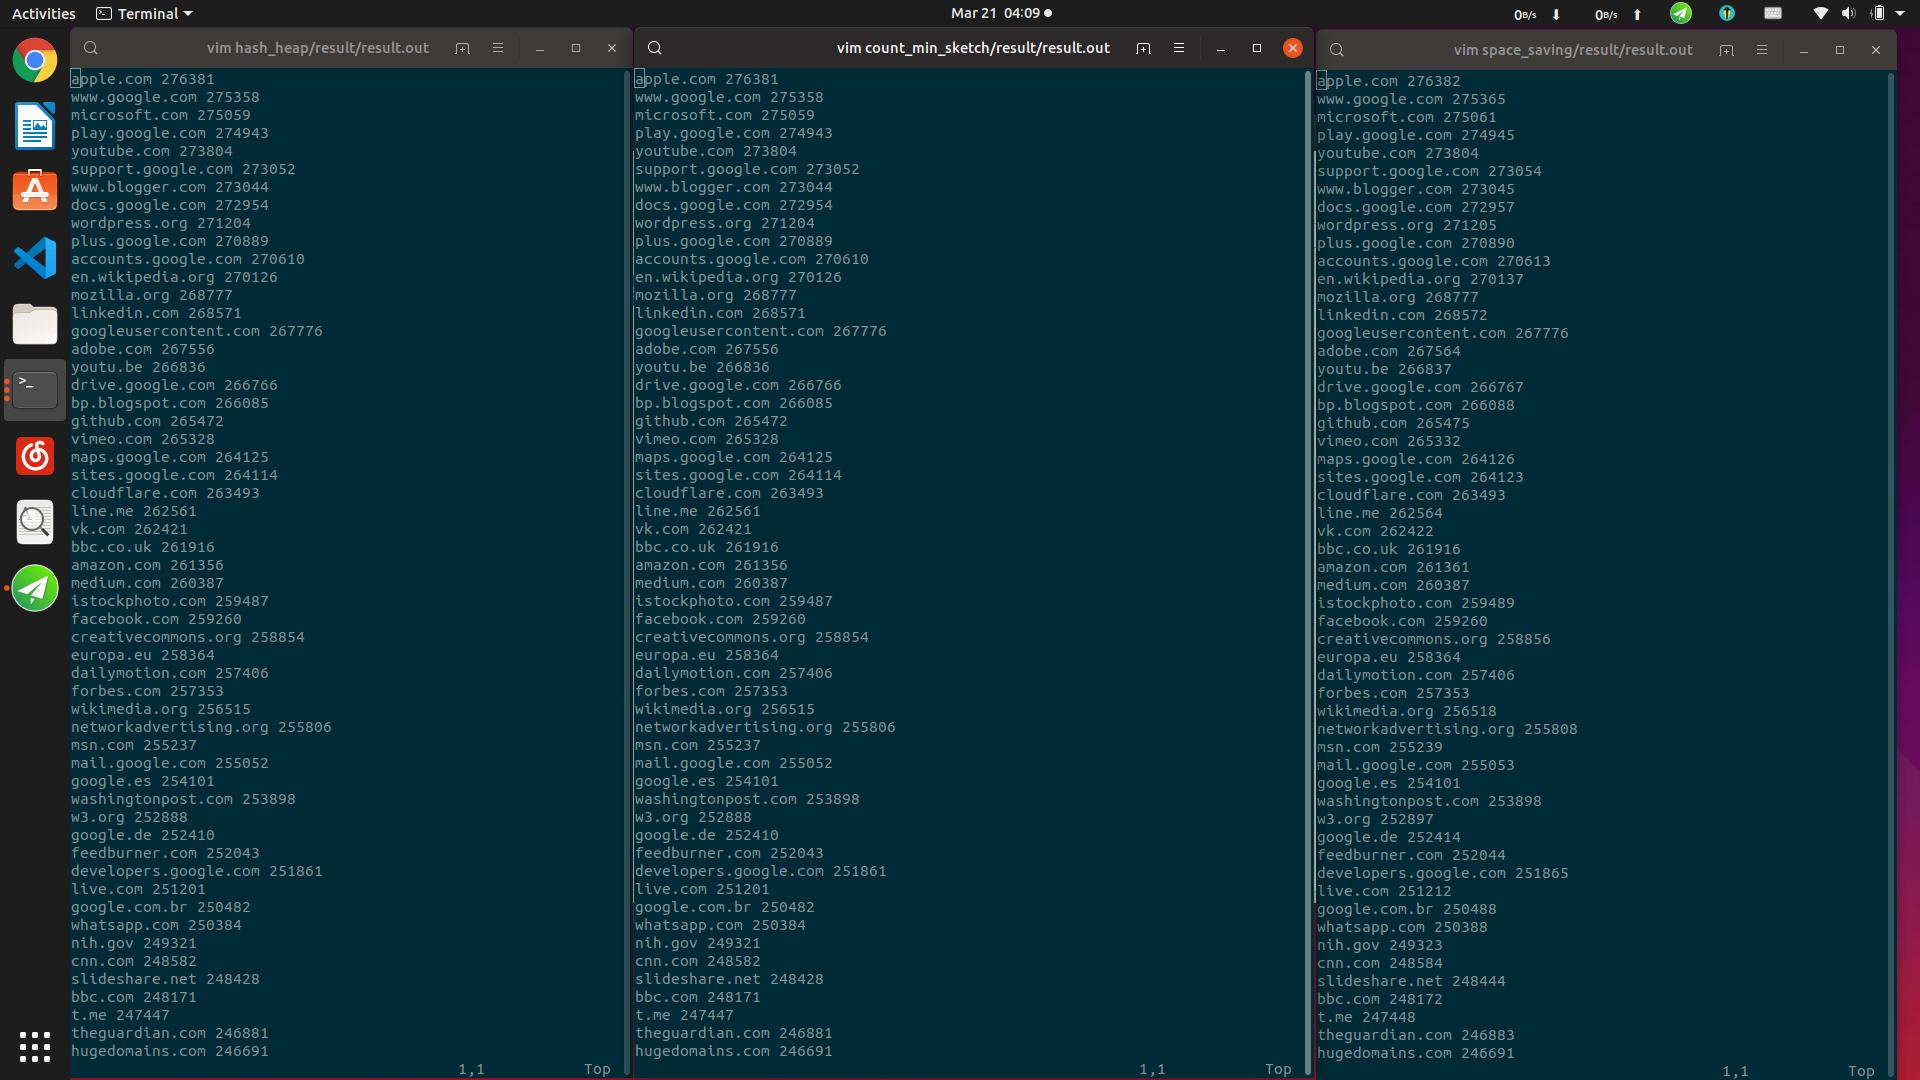 Activities Terminal Mar 21 04:09 0B/s 0B/s
vim hash_heap/result/result.out
apple.com 276381
www.google.com 275358
microsoft.com 275059
play.google.com 274943
youtube.com 273804
support.google.com 273052
www.blogger.com 273044
docs.google.com 272954
wordpress.org 271204
plus.google.com 270889
accounts.google.com 270610
en.wikipedia.org 270126
mozilla.org 268777
linkedin.com 268571
googleusercontent.com 267776
adobe.com 267556
youtu.be 266836
drive.google.com 266766
bp.blogspot.com 266085
github.com 265472
vimeo.com 265328
maps.google.com 264125
sites.google.com 264114
cloudflare.com 263493
line.me 262561
vk.com 262421
bbc.co.uk 261916
amazon.com 261356
medium.com 260387
istockphoto.com 259487
facebook.com 259260
creativecommons.org 258854
europa.eu 258364
dailymotion.com 257406
forbes.com 257353
wikimedia.org 256515
networkadvertising.org 255806
msn.com 255237
mail.google.com 255052
google.es 254101
washingtonpost.com 253898
w3.org 252888
google.de 252410
feedburner.com 252043
developers.google.com 251861
live.com 251201
google.com.br 250482
whatsapp.com 250384
nih.gov 249321
cnn.com 248582
slideshare.net 248428
bbc.com 248171
t.me 247447
theguardian.com 246881
hugedomains.com 246691
1,1 Top
vim count_min_sketch/result/result.out
apple.com 276381
www.google.com 275358
microsoft.com 275059
play.google.com 274943
youtube.com 273804
support.google.com 273052
www.blogger.com 273044
docs.google.com 272954
wordpress.org 271204
plus.google.com 270889
accounts.google.com 270610
en.wikipedia.org 270126
mozilla.org 268777
linkedin.com 268571
googleusercontent.com 267776
adobe.com 267556
youtu.be 266836
drive.google.com 266766
bp.blogspot.com 266085
github.com 265472
vimeo.com 265328
maps.google.com 264125
sites.google.com 264114
cloudflare.com 263493
line.me 262561
vk.com 262421
bbc.co.uk 261916
amazon.com 261356
medium.com 260387
istockphoto.com 259487
facebook.com 259260
creativecommons.org 258854
europa.eu 258364
dailymotion.com 257406
forbes.com 257353
wikimedia.org 256515
networkadvertising.org 255806
msn.com 255237
mail.google.com 255052
google.es 254101
washingtonpost.com 253898
w3.org 252888
google.de 252410
feedburner.com 252043
developers.google.com 251861
live.com 251201
google.com.br 250482
whatsapp.com 250384
nih.gov 249321
cnn.com 248582
slideshare.net 248428
bbc.com 248171
t.me 247447
theguardian.com 246881
hugedomains.com 246691
1,1 Top
vim space_saving/result/result.out
apple.com 276382
www.google.com 275365
microsoft.com 275061
play.google.com 274945
youtube.com 273804
support.google.com 273054
www.blogger.com 273045
docs.google.com 272957
wordpress.org 271205
plus.google.com 270890
accounts.google.com 270613
en.wikipedia.org 270137
mozilla.org 268777
linkedin.com 268572
googleusercontent.com 267776
adobe.com 267564
youtu.be 266837
drive.google.com 266767
bp.blogspot.com 266088
github.com 265475
vimeo.com 265332
maps.google.com 264126
sites.google.com 264123
cloudflare.com 263493
line.me 262564
vk.com 262422
bbc.co.uk 261916
amazon.com 261361
medium.com 260387
istockphoto.com 259489
facebook.com 259260
creativecommons.org 258856
europa.eu 258364
dailymotion.com 257406
forbes.com 257353
wikimedia.org 256518
networkadvertising.org 255808
msn.com 255239
mail.google.com 255053
google.es 254101
washingtonpost.com 253898
w3.org 252897
google.de 252414
feedburner.com 252044
developers.google.com 251865
live.com 251212
google.com.br 250488
whatsapp.com 250388
nih.gov 249323
cnn.com 248584
slideshare.net 248444
bbc.com 248172
t.me 247448
theguardian.com 246883
hugedomains.com 246691
1,1 Top